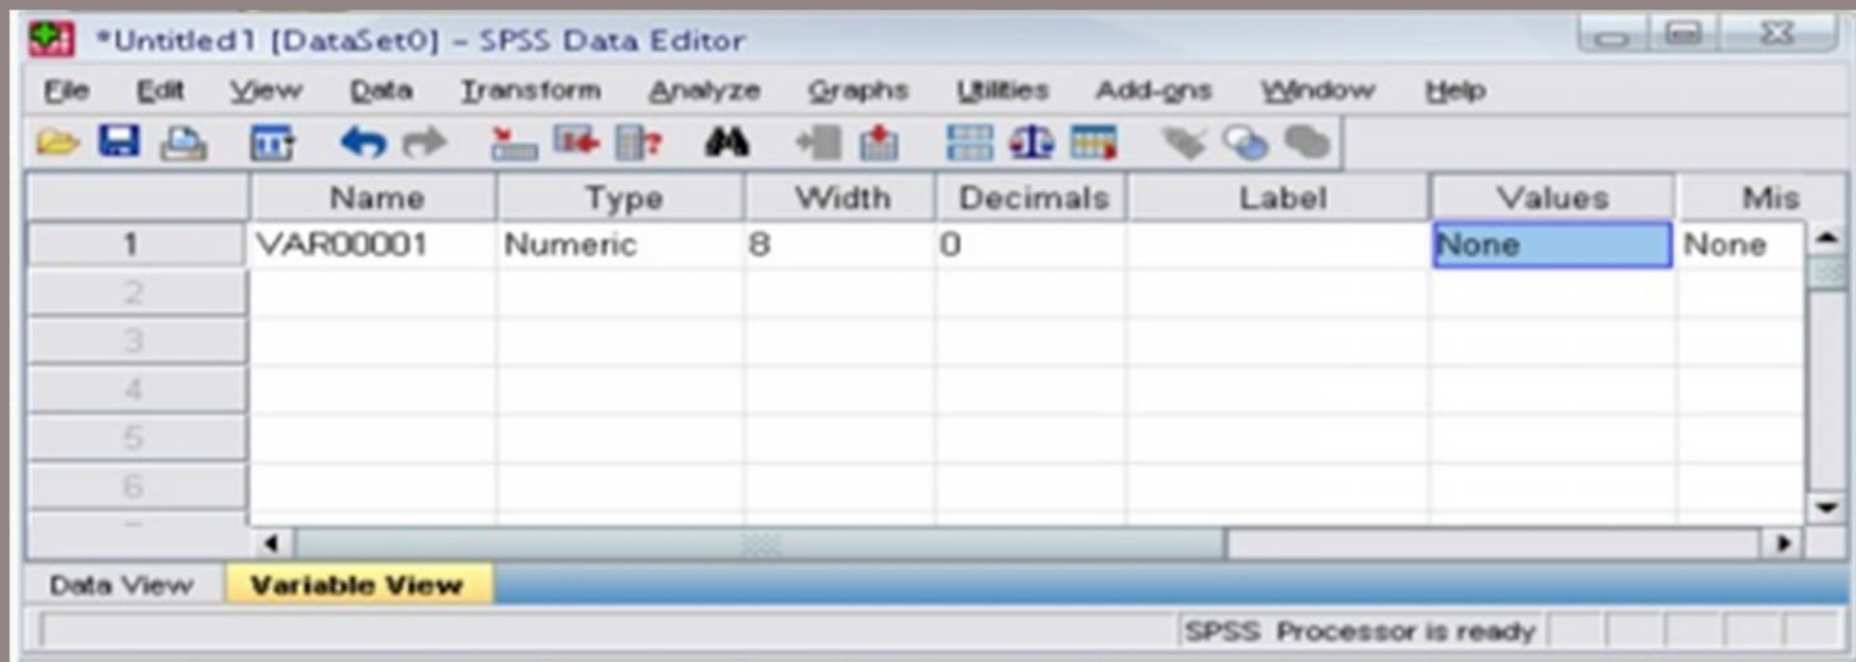 *Untitled1 [DataSet0] - SPSS Data Editor
File Edit View Data Transform Analyze Graphs Utilities Add-ons Window Help
Name Type Width Decimals Label Values Mis
1 VAR00001 Numeric 8 0 None None
2
3
4
5
6
Data View Variable View
SPSS Processor is ready